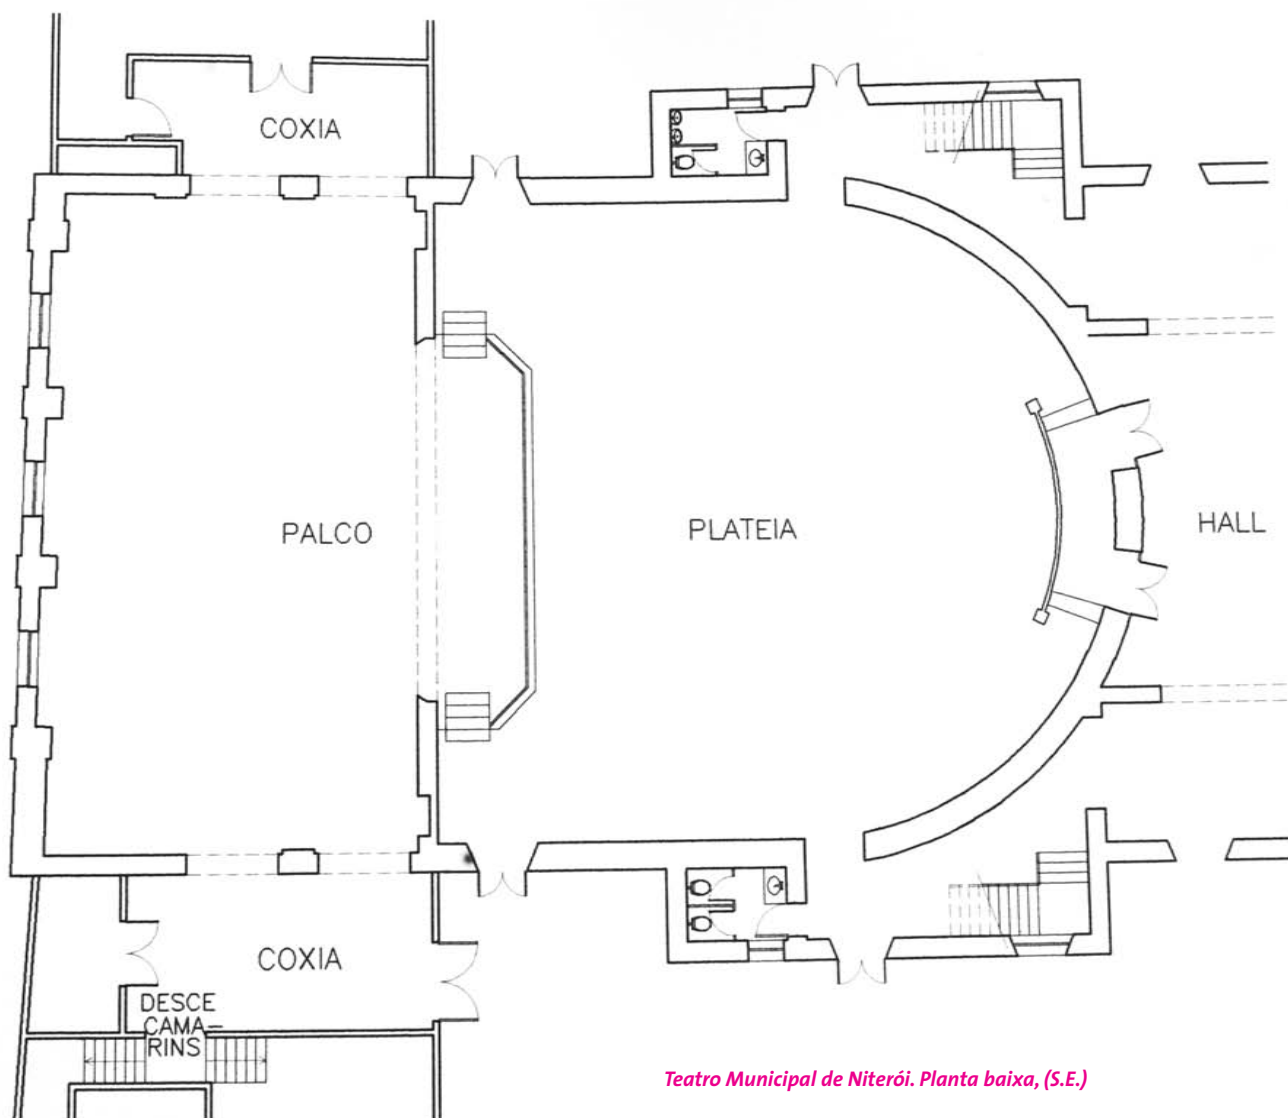 COXIA
PALCO
PLATEIA
HALL
COXIA
DESCE
CAMA-
RINS
Teatro Municipal de Niterói. Planta baixa, (S.E.)